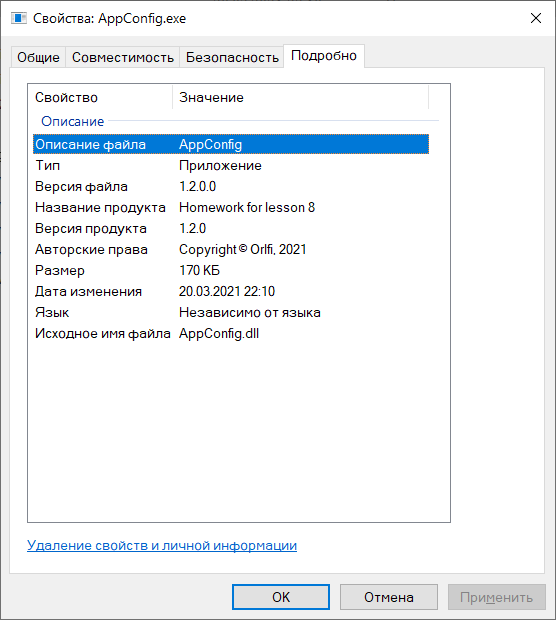 Свойства: AppConfig.exe
Общие Совместимость Безопасность Подробно
Свойство Значение
Описание
Описание файла AppConfig
Тип Приложение
Версия файла 1.2.0.0
Название продукта Homework for lesson 8
Версия продукта 1.2.0
Авторские права Copyright © Orlfi, 2021
Размер 170 КБ
Дата изменения 20.03.2021 22:10
Язык Независимо от языка
Исходное имя файла AppConfig.dll
Удаление свойств и личной информации
OK Отмена Применить